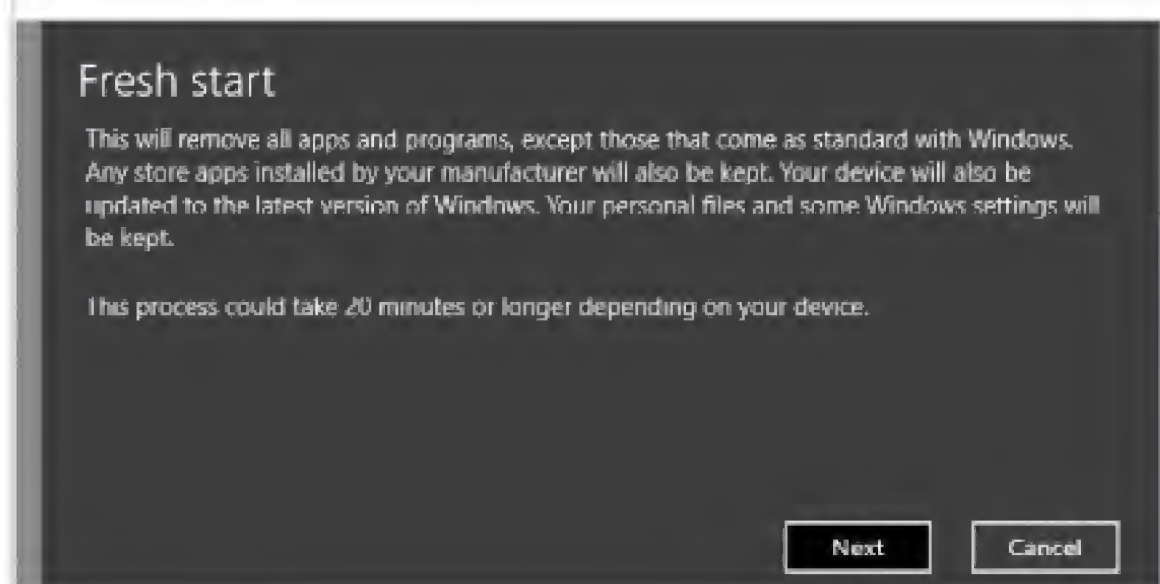 Fresh start
This will remove all apps and programs, except those that come as standard with Windows.
Any store apps installed by your manufacturer will also be kept. Your device will also be
updated to the latest version of Windows. Your personal files and some Windows settings will
be kept.
This process could take 20 minutes or longer depending on your device.
Next
Cancel